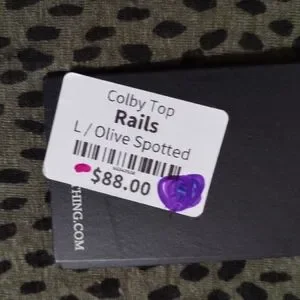 Colby Top
Rails
L / Olive Spotted
$88.00
THING.COM